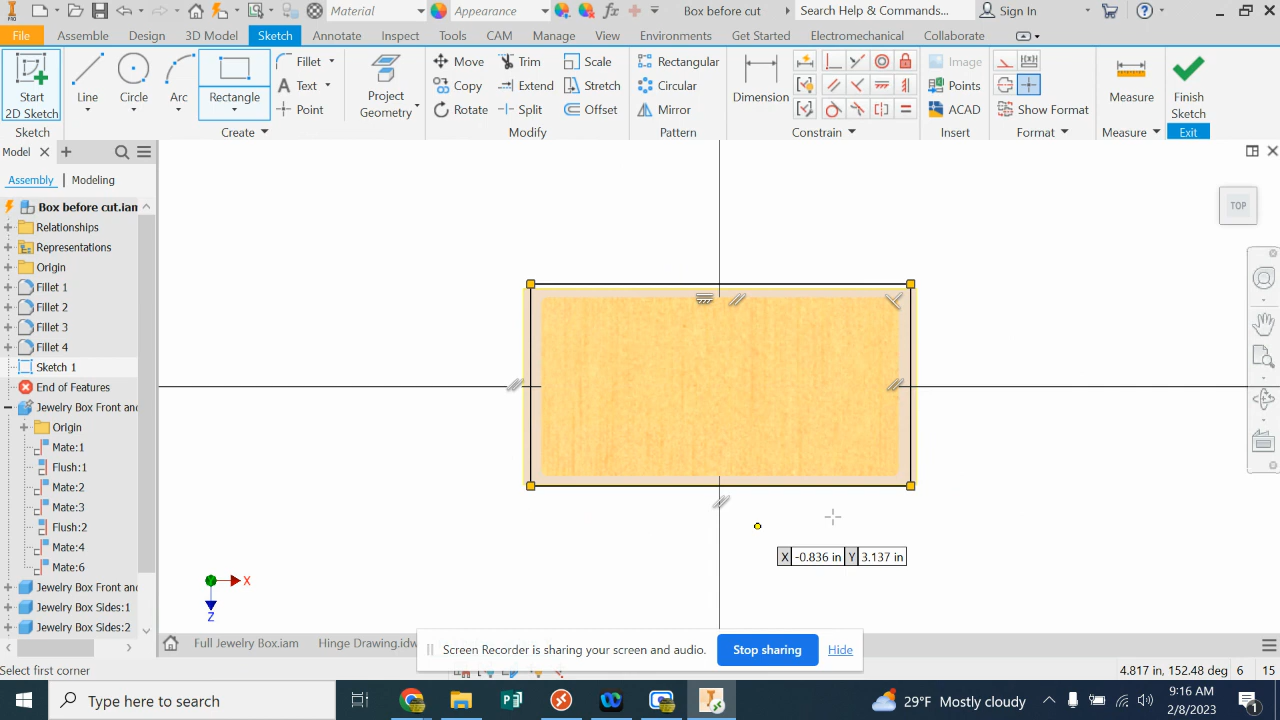 PRO Material Appearance Before cut Search Help & Commands... Sign In
File Assembly Design 3D Model Sketch Annotate Inspect Tools CAM Manage View Environments Get Started Electromechanical Collaborate
Start 2D Sketch
Line Circle Arc Rectangle
Fillet
Text
Point
Project Geometry
Move Trim Scale
Copy Extend Stretch
Rotate Split Offset
Rectangular
Circular
Mirror
Dimension
Image
Points
ACAD
Show Format
Measure
Finish Sketch
Sketch Create Modify Pattern Constrain Insert Format Measure Exit
Model
Assembly | Modeling
Box before cut.iam
Relationships
Representations
Origin
Fillet 1
Fillet 2
Fillet 3
Fillet 4
Sketch 1
End of Features
Jewelry Box Front and
Origin
Mate:1
Flush:1
Mate:2
Mate:3
Flush:2
Mate:4
Mate:6
Jewelry Box Front and
Jewelry Box Sides:1
Jewelry Box Sides:2
TOP
X -0.836 in Y 3.137 in
X
Z
Full Jewelry Box.iam Hinge Drawing.idw
Screen Recorder is sharing your screen and audio. Stop sharing Hide
Select first corner
4.817 in, 152.48 deg 6 15
Type here to search
29°F Mostly cloudy
9:16 AM
2/8/2023
1